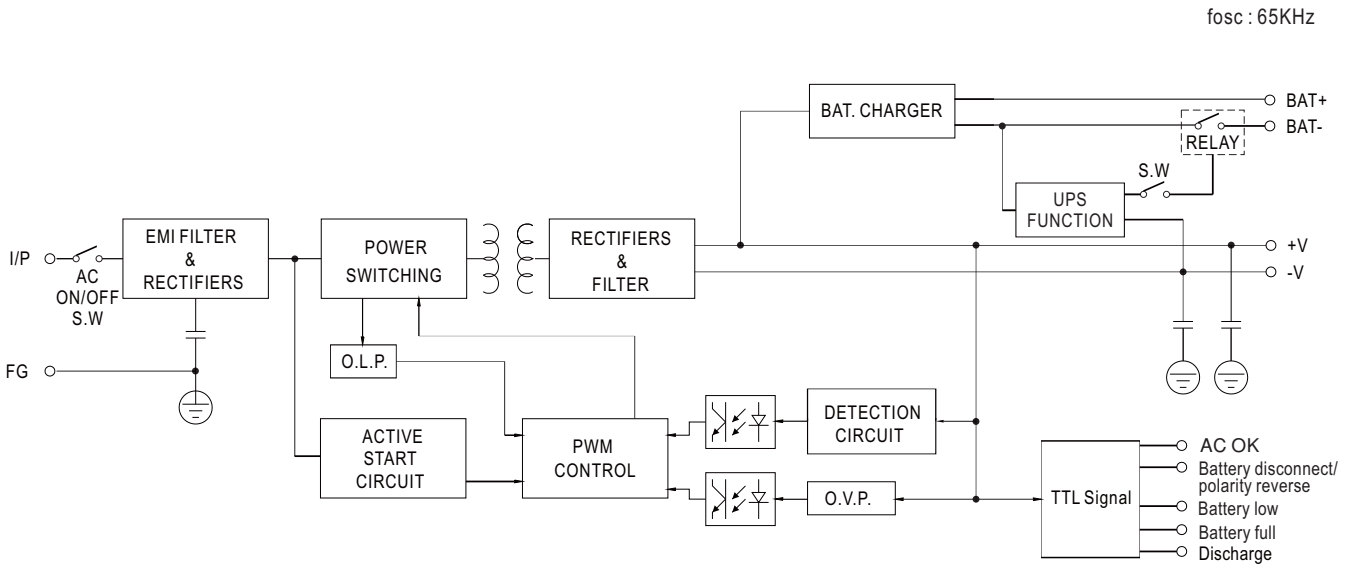 fosc : 65KHz
BAT. CHARGER
BAT+
BAT-
RELAY
S.W
UPS
FUNCTION
I/P
AC
ON/OFF
S.W
EMI FILTER
&
RECTIFIERS
POWER
SWITCHING
RECTIFIERS
&
FILTER
+V
-V
FG
O.L.P.
ACTIVE
START
CIRCUIT
PWM
CONTROL
DETECTION
CIRCUIT
O.V.P.
TTL Signal
AC OK
Battery disconnect/
polarity reverse
Battery low
Battery full
Discharge